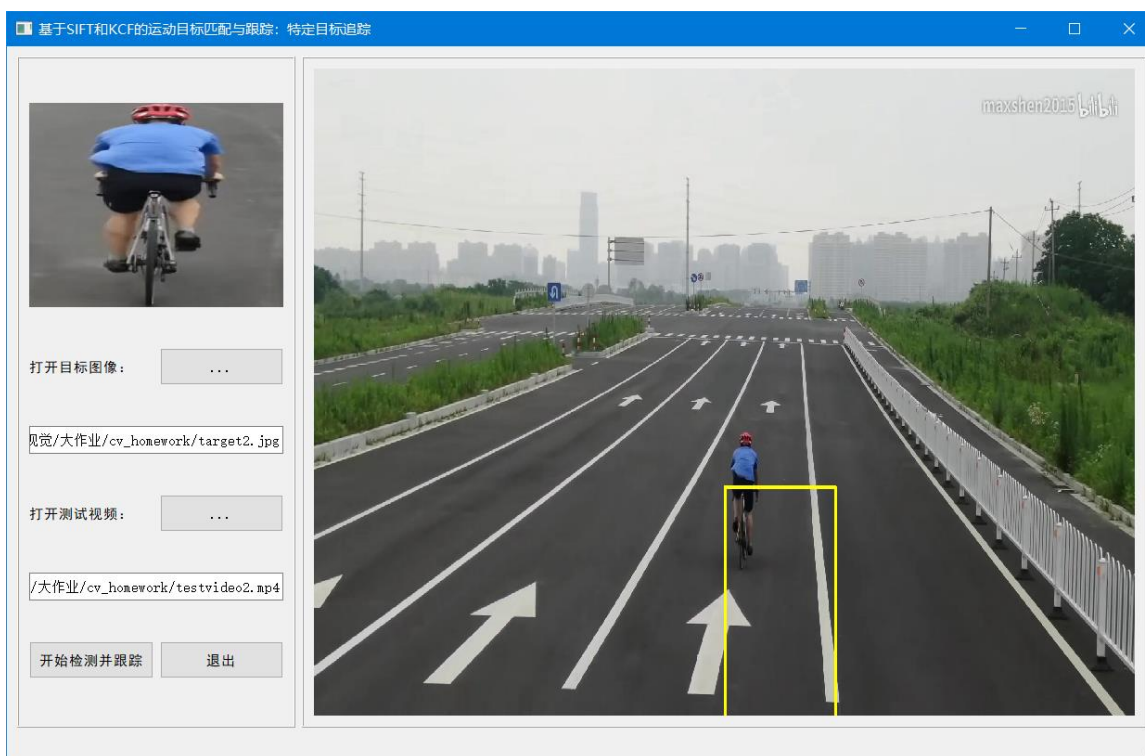 基于SIFT和KCF的运动目标匹配与跟踪：特定目标追踪
maxshen2015 bilibili
打开目标图像：
...
视觉/大作业/cv_homework/target2.jpg
打开测试视频：
...
/大作业/cv_homework/testvideo2.mp4
开始检测并跟踪
退出